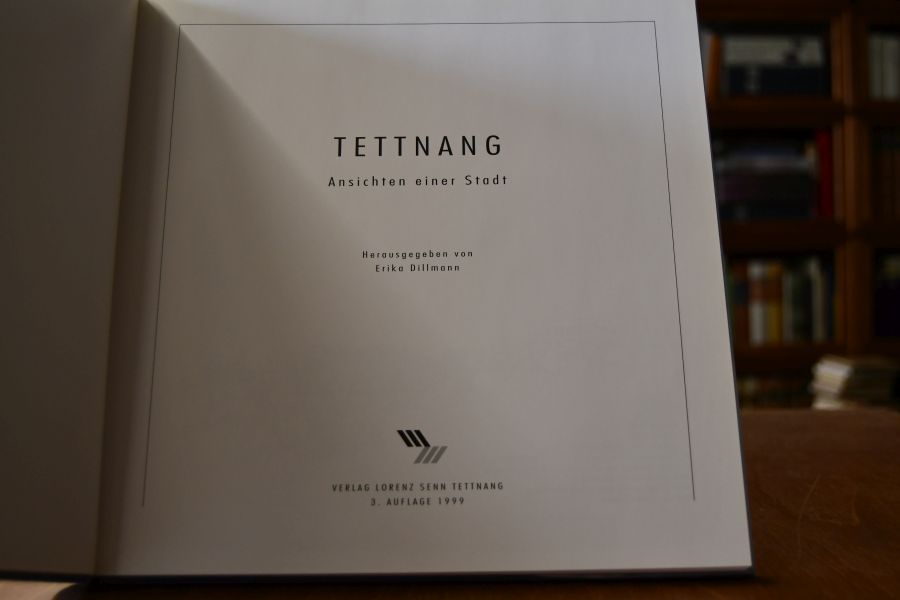 TETTNANG
Ansichten einer Stadt
Herausgegeben von
Erika Dillmann
VERLAG LORENZ SENN TETTNANG
3. AUFLAGE 1999